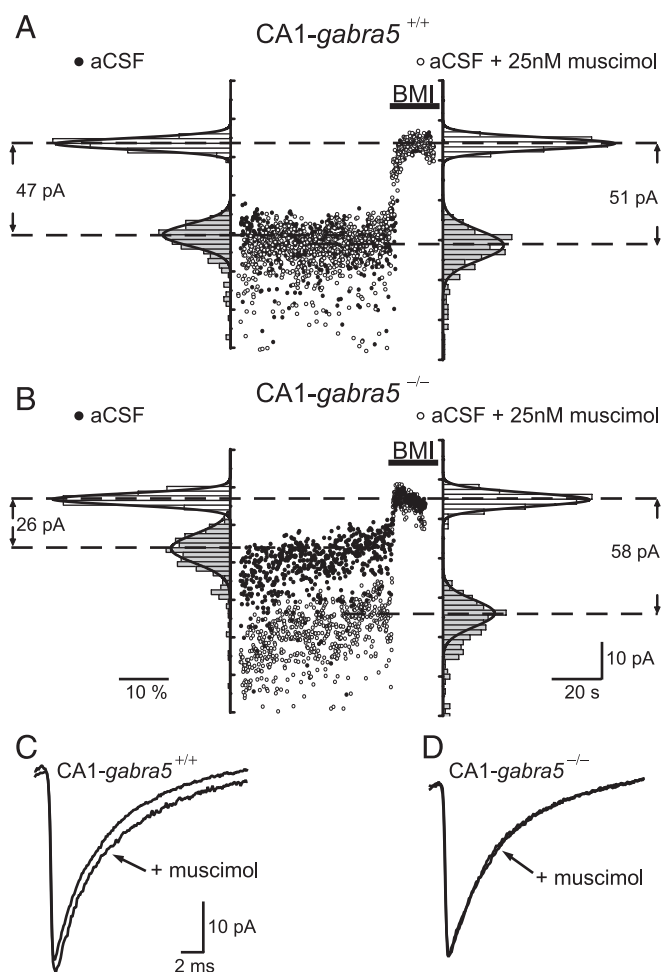 A
CA1-gabra5 +/+
● aCSF
○ aCSF + 25nM muscimol
BMI
47 pA
51 pA
B
CA1-gabra5 −/−
● aCSF
○ aCSF + 25nM muscimol
BMI
26 pA
58 pA
10 %
10 pA
20 s
C
CA1-gabra5 +/+
+ muscimol
10 pA
2 ms
D
CA1-gabra5 −/−
+ muscimol